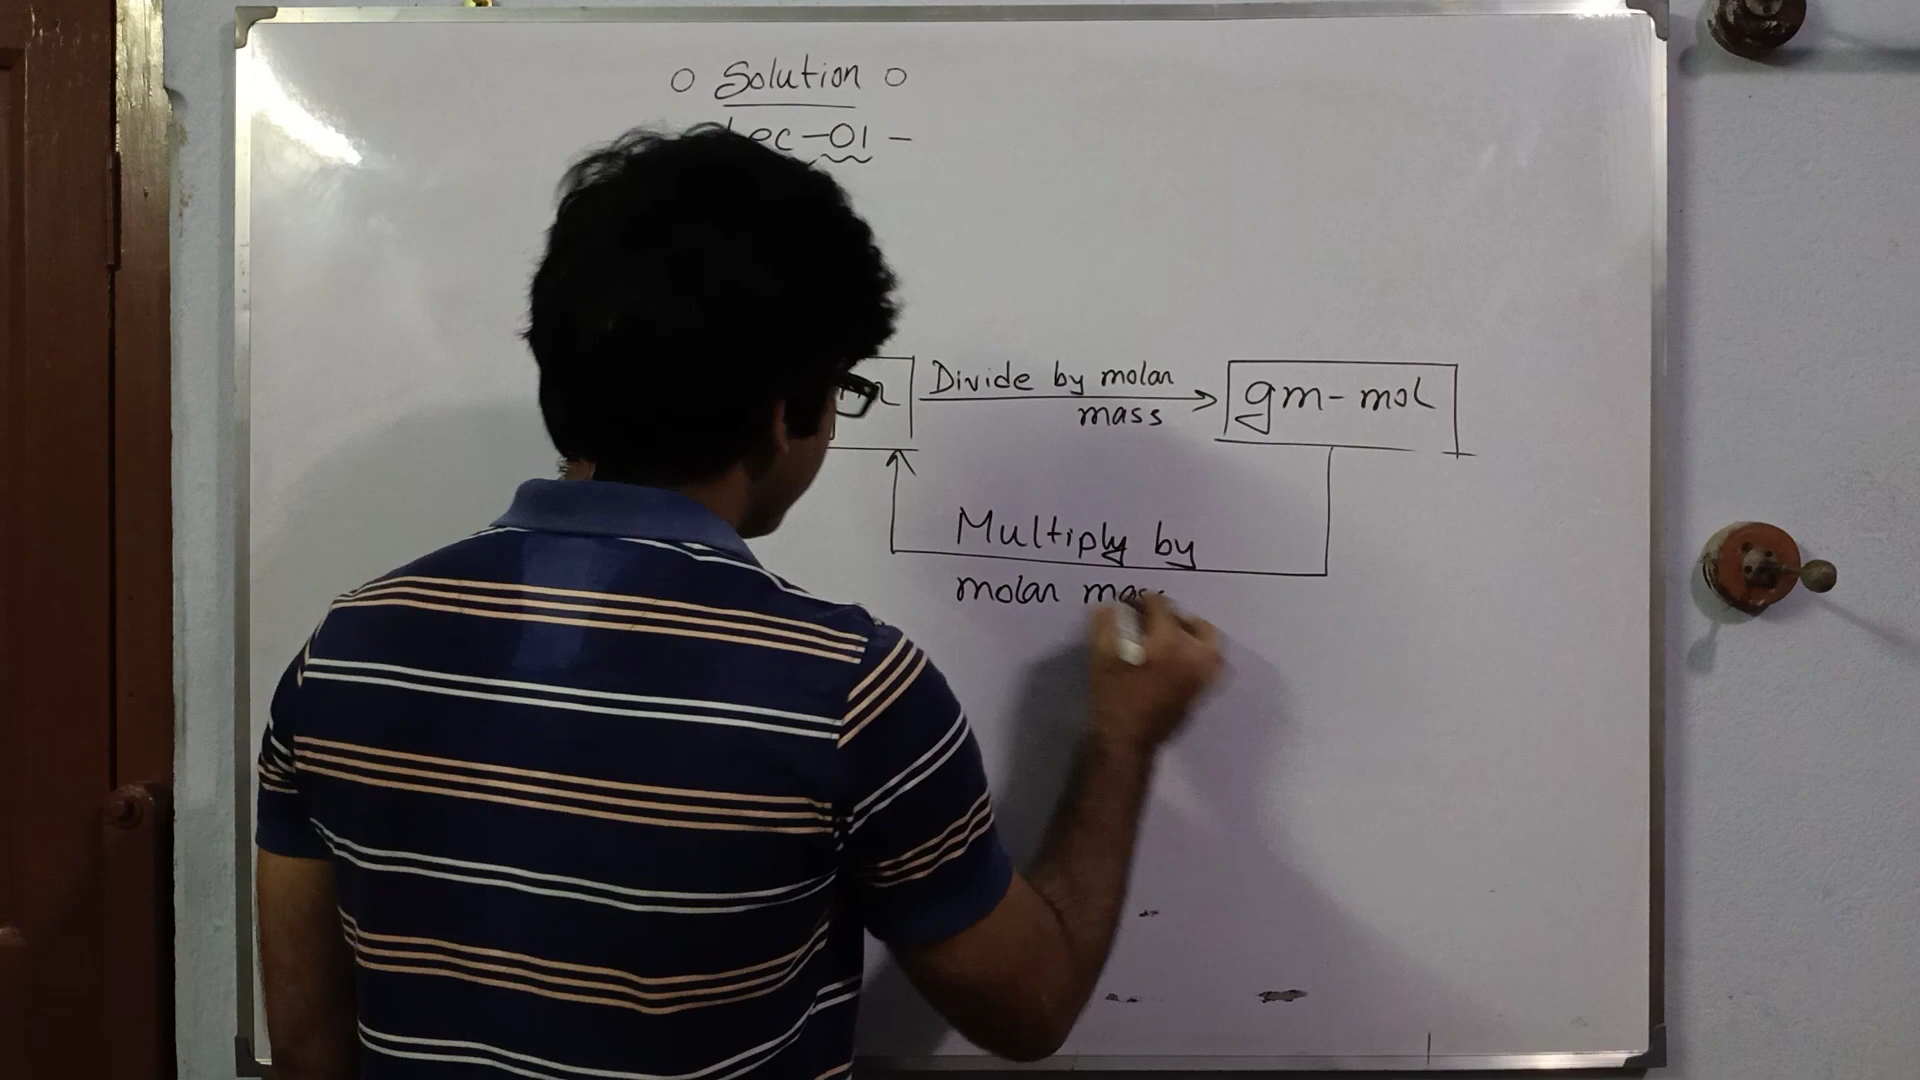 ○ Solution ○
Lec-01 -
Divide by molar
mass
gm-mol
Multiply by
molar mass